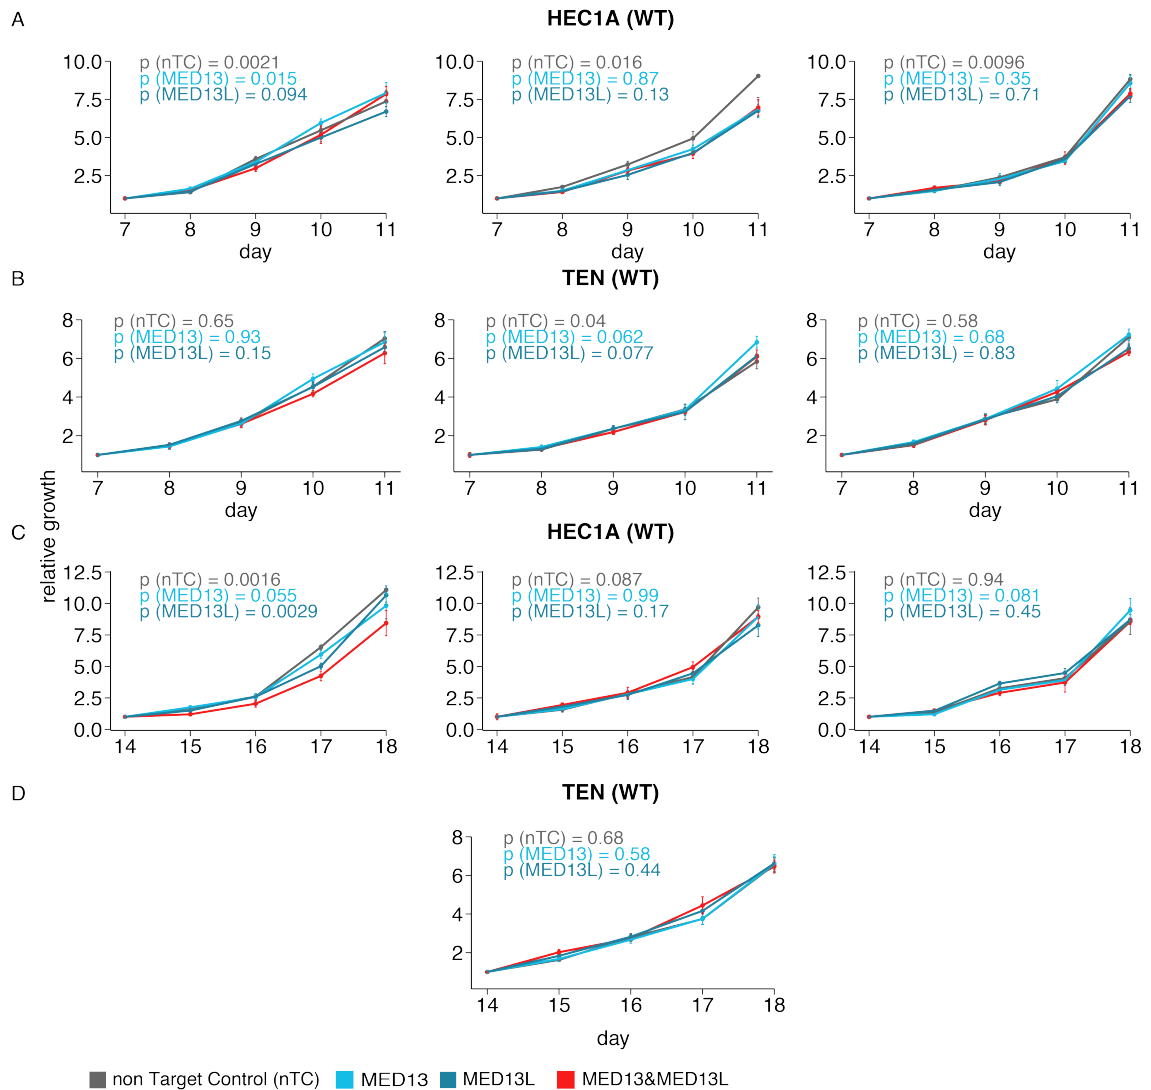 A
HEC1A (WT)
p (nTC) = 0.0021
p (MED13) = 0.015
p (MED13L) = 0.094
10.0
7.5
5.0
2.5
7 8 9 10 11
day
p (nTC) = 0.016
p (MED13) = 0.87
p (MED13L) = 0.13
10.0
7.5
5.0
2.5
7 8 9 10 11
day
p (nTC) = 0.0096
p (MED13) = 0.35
p (MED13L) = 0.71
10.0
7.5
5.0
2.5
7 8 9 10 11
day
B
TEN (WT)
p (nTC) = 0.65
p (MED13) = 0.93
p (MED13L) = 0.15
8
6
4
2
7 8 9 10 11
day
p (nTC) = 0.04
p (MED13) = 0.062
p (MED13L) = 0.077
8
6
4
2
7 8 9 10 11
day
p (nTC) = 0.58
p (MED13) = 0.68
p (MED13L) = 0.83
8
6
4
2
7 8 9 10 11
day
relative growth
C
HEC1A (WT)
p (nTC) = 0.0016
p (MED13) = 0.055
p (MED13L) = 0.0029
12.5
10.0
7.5
5.0
2.5
0.0
14 15 16 17 18
p (nTC) = 0.087
p (MED13) = 0.99
p (MED13L) = 0.17
12.5
10.0
7.5
5.0
2.5
0.0
14 15 16 17 18
p (nTC) = 0.94
p (MED13) = 0.081
p (MED13L) = 0.45
12.5
10.0
7.5
5.0
2.5
0.0
14 15 16 17 18
D
TEN (WT)
p (nTC) = 0.68
p (MED13) = 0.58
p (MED13L) = 0.44
8
6
4
2
14 15 16 17 18
day
non Target Control (nTC) MED13 MED13L MED13&MED13L